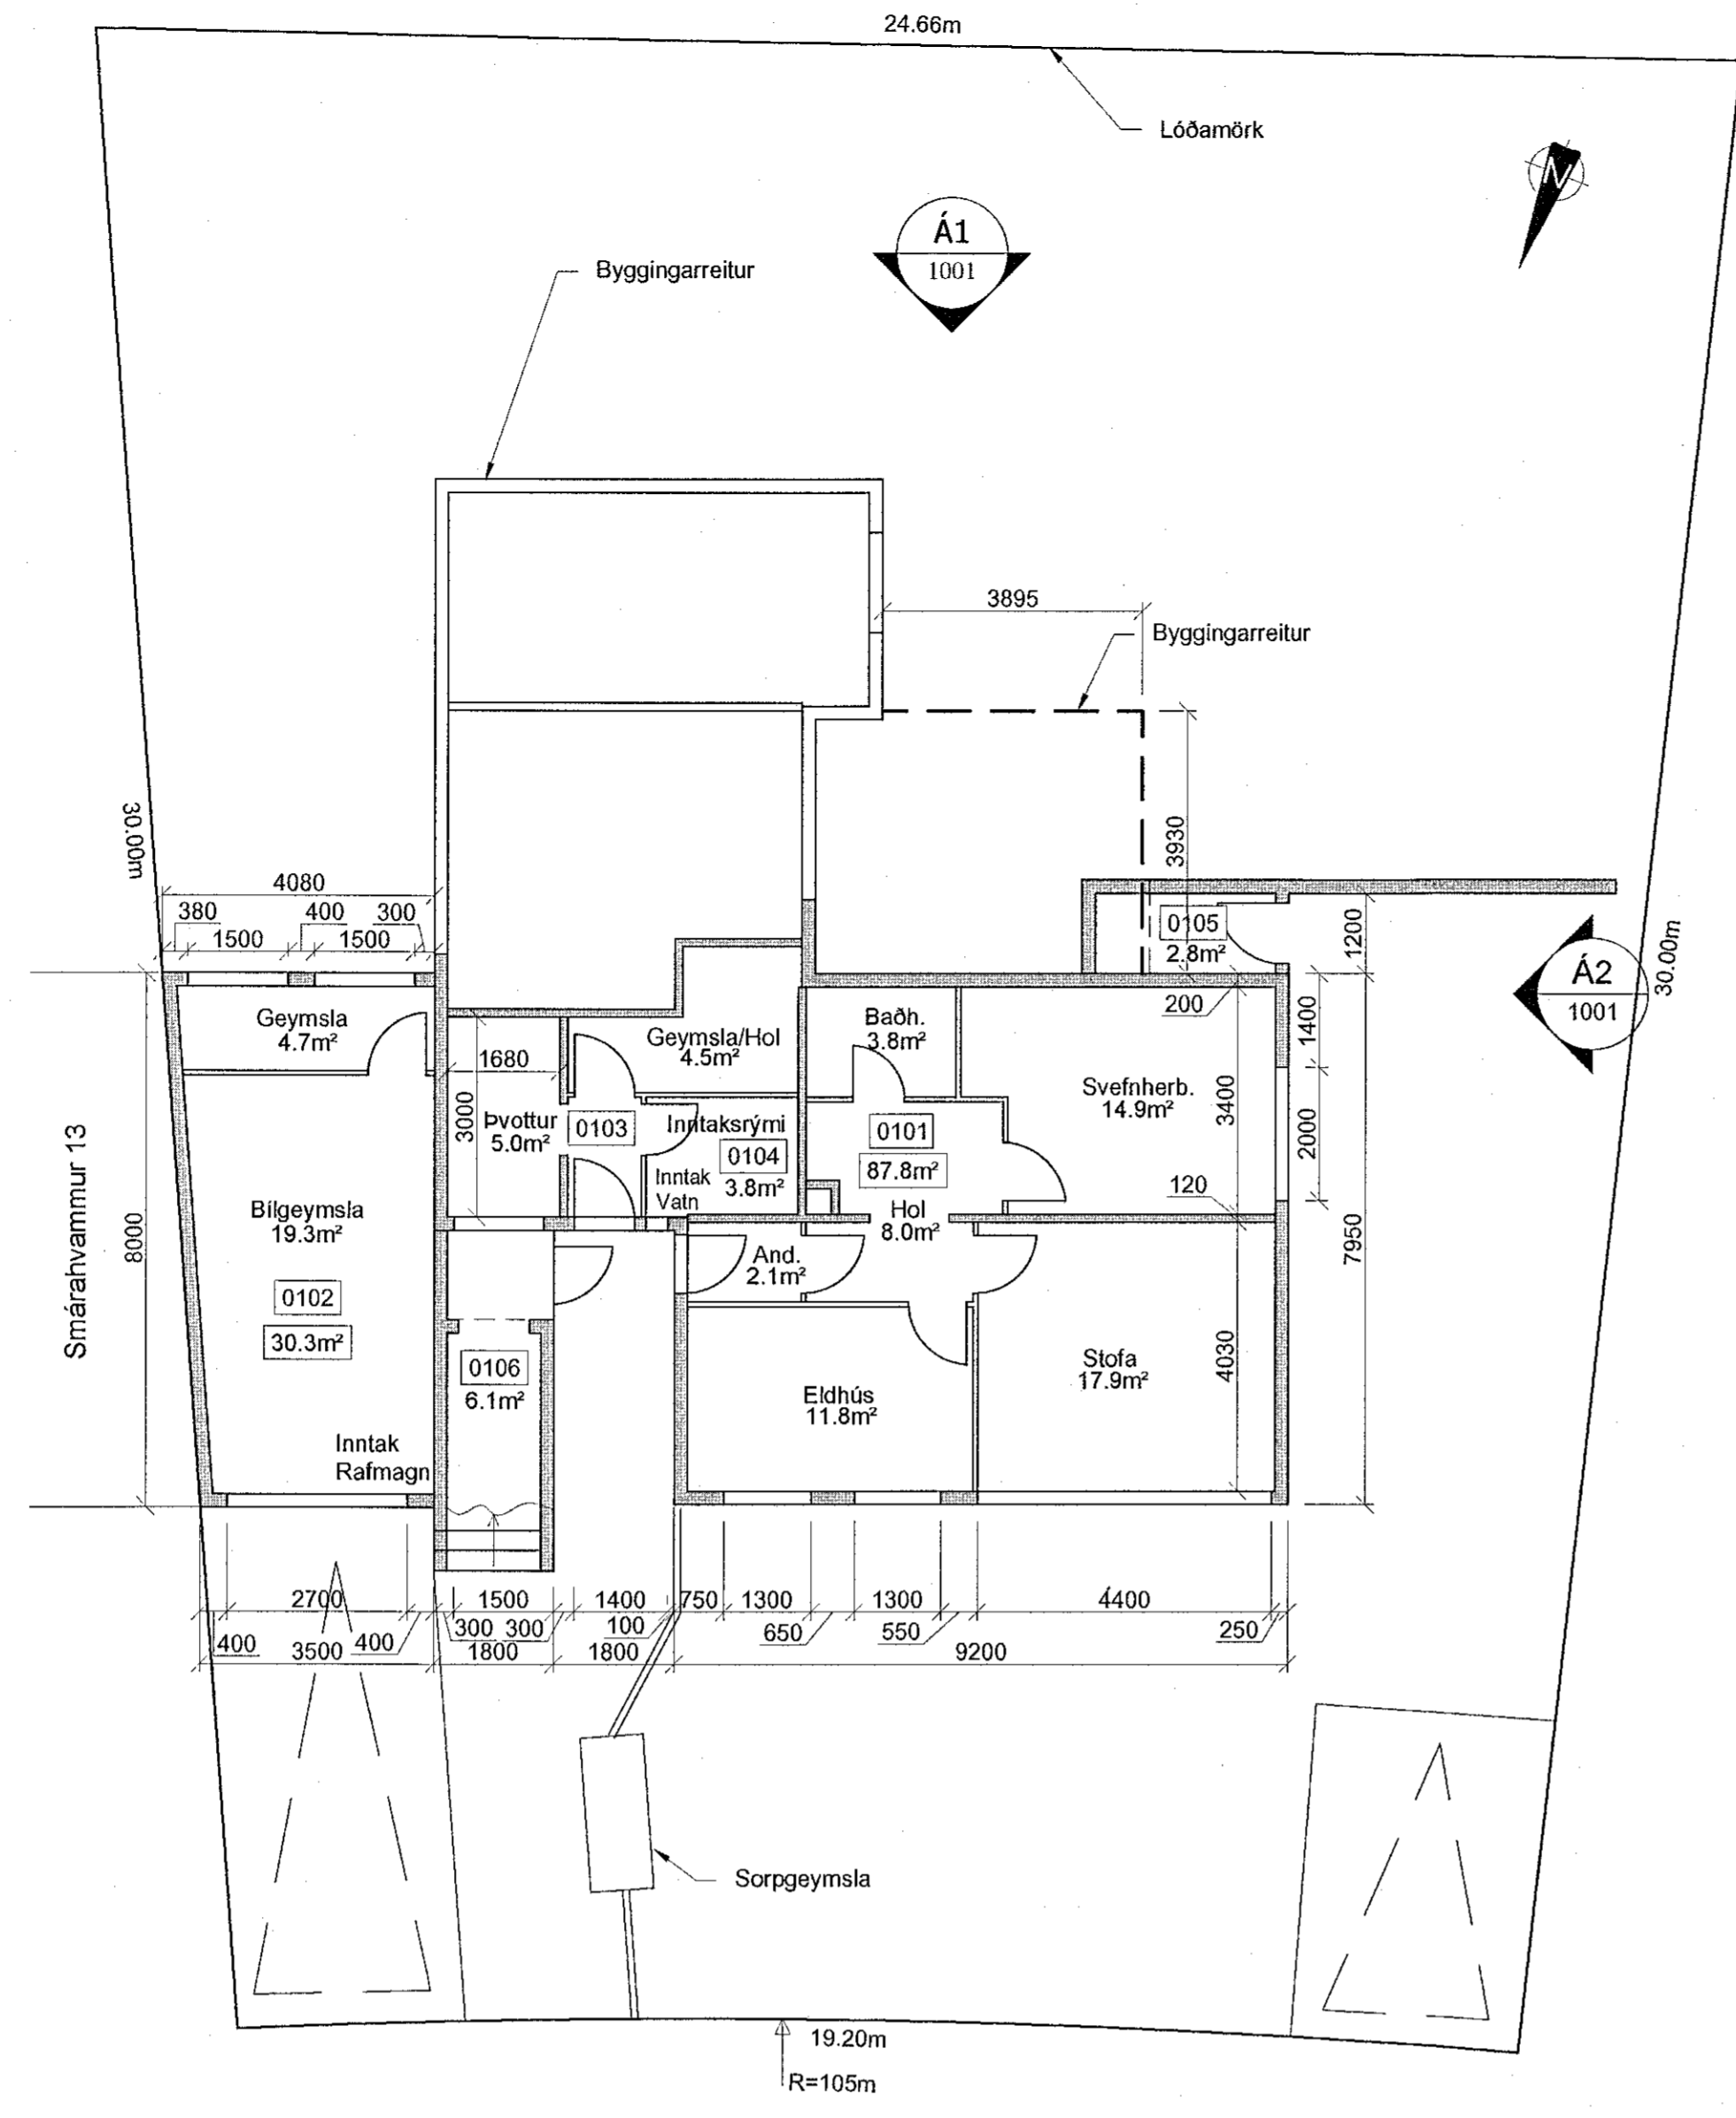 24.66m
Lóðamörk
N
Á1
1001
Byggingarreitur
3895
Byggingarreitur
30.00m
3930
4080
380
400
300
1500
1500
0105
2.8m²
1200
Á2
1001
30.00m
200
1400
Geymsla
4.7m²
Geymsla/Hol
4.5m²
Baðh.
3.8m²
1680
3000
Svefnherb.
14.9m²
3400
2000
Þvottur
5.0m²
0103
Inntaksrými
0104
3.8m²
Inntak
Vatn
0101
87.8m²
Hol
8.0m²
120
Smárahvammur 13
8000
Bílgeymsla
19.3m²
0102
30.3m²
And.
2.1m²
7950
0106
6.1m²
Eldhús
11.8m²
Stofa
17.9m²
4030
Inntak
Rafmagn
2700
1500
1400
750
1300
1300
4400
400
400
300
300
100
650
550
250
3500
1800
1800
9200
Sorpgeymsla
19.20m
R=105m